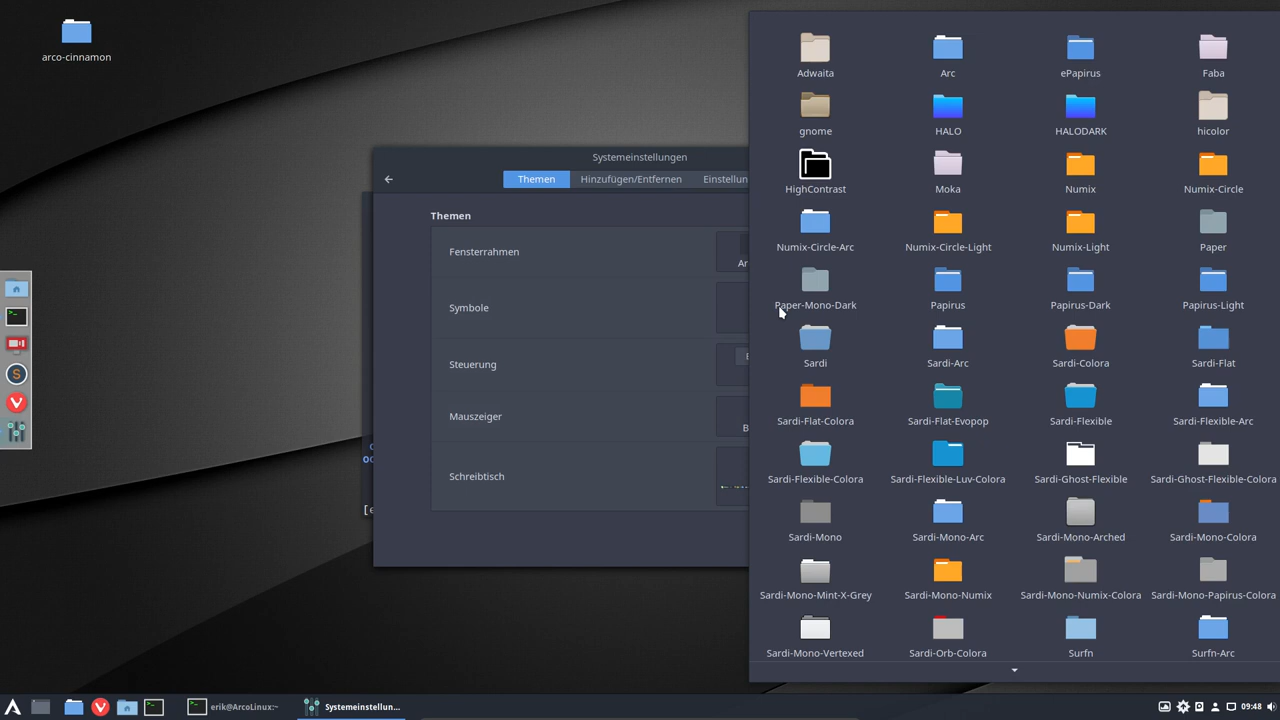 arco-cinnamon
Systemeinstellungen
Themen
Hinzufügen/Entfernen
Einstellun
Themen
Fensterrahmen
Ar
Symbole
Steuerung
Mauszeiger
B
Schreibtisch
[e
Adwaita
Arc
ePapirus
Faba
gnome
HALO
HALODARK
hicolor
HighContrast
Moka
Numix
Numix-Circle
Numix-Circle-Arc
Numix-Circle-Light
Numix-Light
Paper
Paper-Mono-Dark
Papirus
Papirus-Dark
Papirus-Light
Sardi
Sardi-Arc
Sardi-Colora
Sardi-Flat
Sardi-Flat-Colora
Sardi-Flat-Evopop
Sardi-Flexible
Sardi-Flexible-Arc
Sardi-Flexible-Colora
Sardi-Flexible-Luv-Colora
Sardi-Ghost-Flexible
Sardi-Ghost-Flexible-Colora
Sardi-Mono
Sardi-Mono-Arc
Sardi-Mono-Arched
Sardi-Mono-Colora
Sardi-Mono-Mint-X-Grey
Sardi-Mono-Numix
Sardi-Mono-Numix-Colora
Sardi-Mono-Papirus-Colora
Sardi-Mono-Vertexed
Sardi-Orb-Colora
Surfn
Surfn-Arc
erik@ArcoLinux:~
Systemeinstellun...
09:48